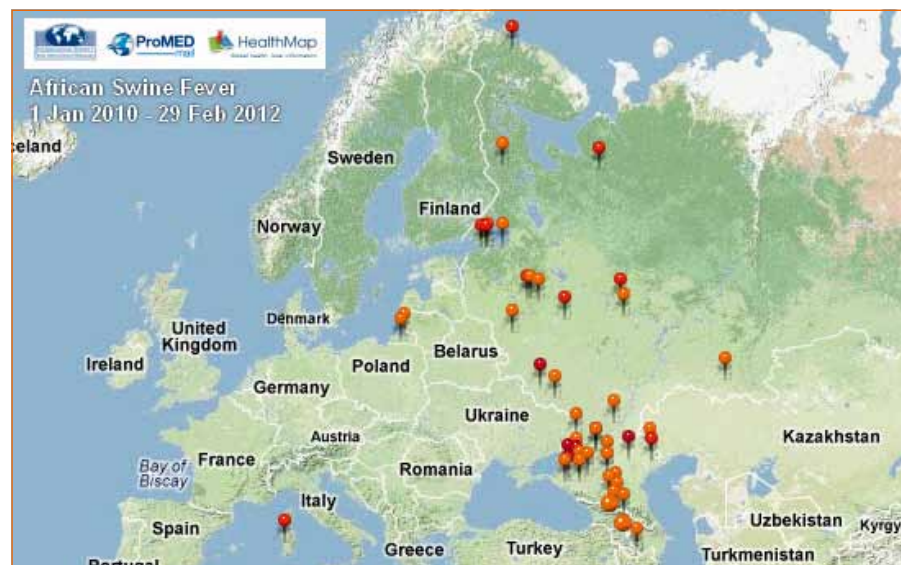 ProMED
mail
HealthMap
African Swine Fever
1 Jan 2010 - 29 Feb 2012
celand
Sweden
Finland
Norway
Denmark
United
Kingdom
Ireland
Belarus
Poland
Germany
Ukraine
Austria
Kazakhstan
France
Bay of
Biscay
Romania
Italy
Spain
Uzbekistan
Kyrgy
Greece
Turkey
Turkmenistan
Portugal